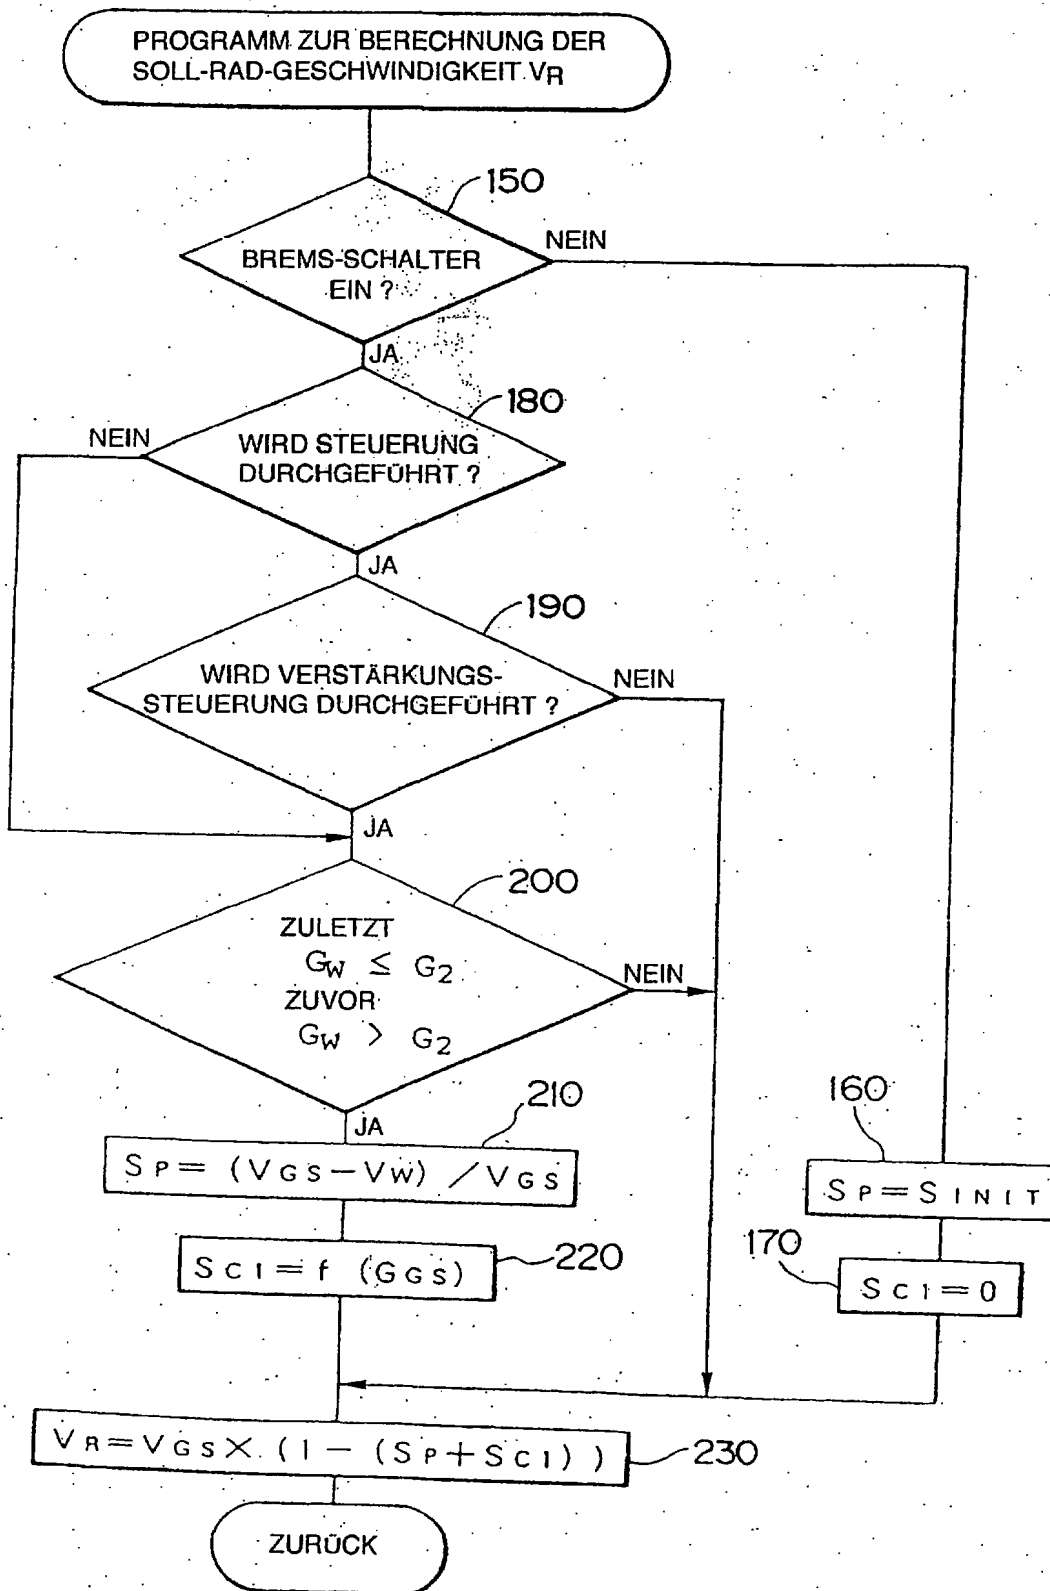 PROGRAMM ZUR BERECHNUNG DER
SOLL-RAD-GESCHWINDIGKEIT VR
150
BREMS-SCHALTER
EIN ?
NEIN
JA
180
NEIN
WIRD STEUERUNG
DURCHGEFÜHRT ?
JA
190
WIRD VERSTÄRKUNGS-
STEUERUNG DURCHGEFÜHRT ?
NEIN
JA
200
ZULETZT
GW ≤ G2
ZUVOR
GW > G2
NEIN
JA
210
SP = (VGS – VW) / VGS
160
SP = SINIT
220
SC1 = f (GGS)
170
SC1 = 0
VR = VGS × (1 – (SP + SC1))
230
ZURÜCK